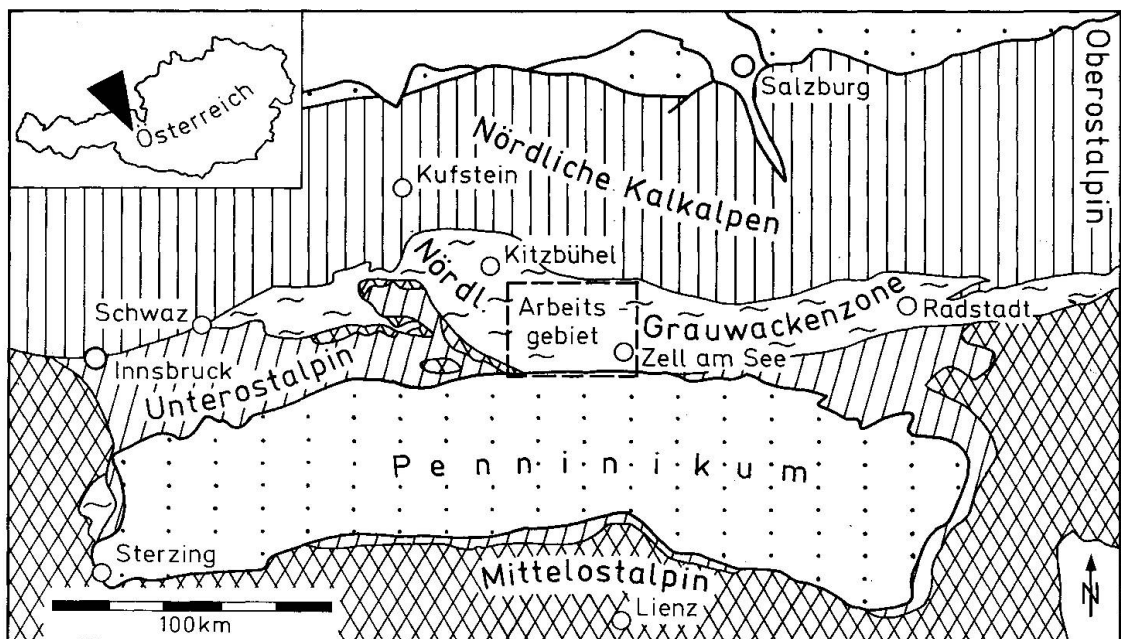 Österreich
Salzburg
Oberostalpin
Nördliche Kalkalpen
Kufstein
Kitzbühel
Nördl.
Grauwackenzone
Arbeits-
gebiet
Schwaz
Radstadt
Zell am See
Innsbruck
Unterostalpin
Penninikum
Sterzing
Mittelostalpin
Lienz
100km
N